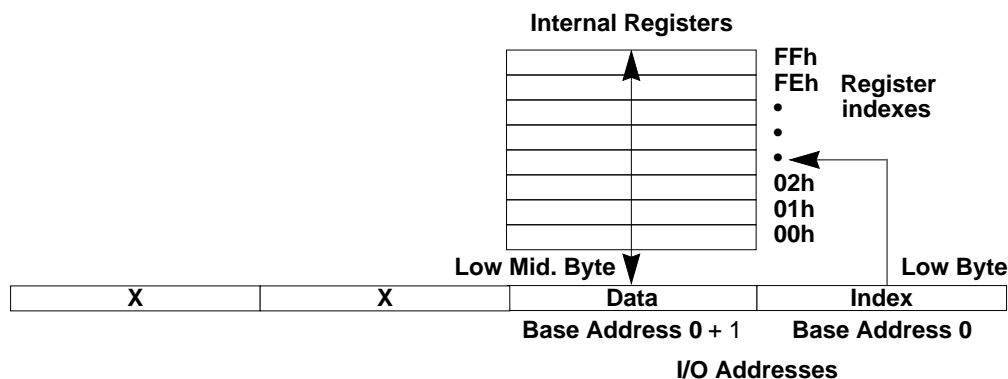 Internal Registers
FFh
FEh
Register
indexes
•
•
•
02h
01h
00h
Low Mid. Byte
Low Byte
X
X
Data
Index
Base Address 0 + 1
Base Address 0
I/O Addresses